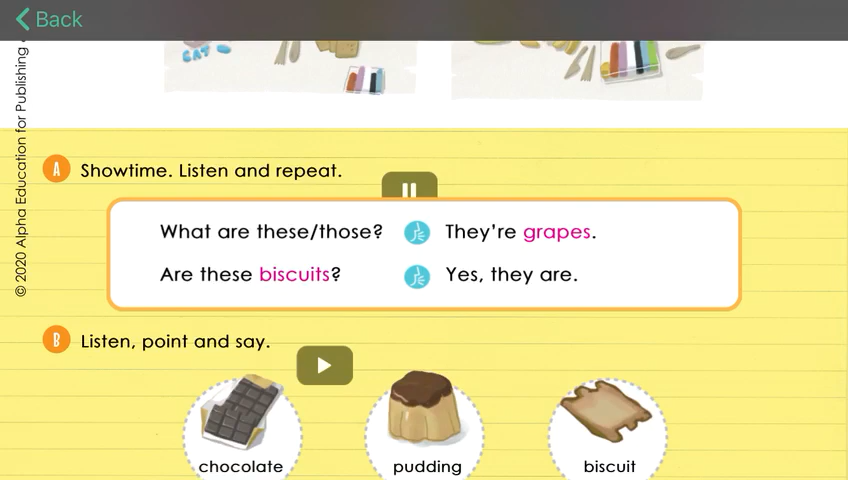 Back
CAT
© 2020 Alpha Education for Publishing
A Showtime. Listen and repeat.
What are these/those? They're grapes.
Are these biscuits? Yes, they are.
B Listen, point and say.
chocolate pudding biscuit